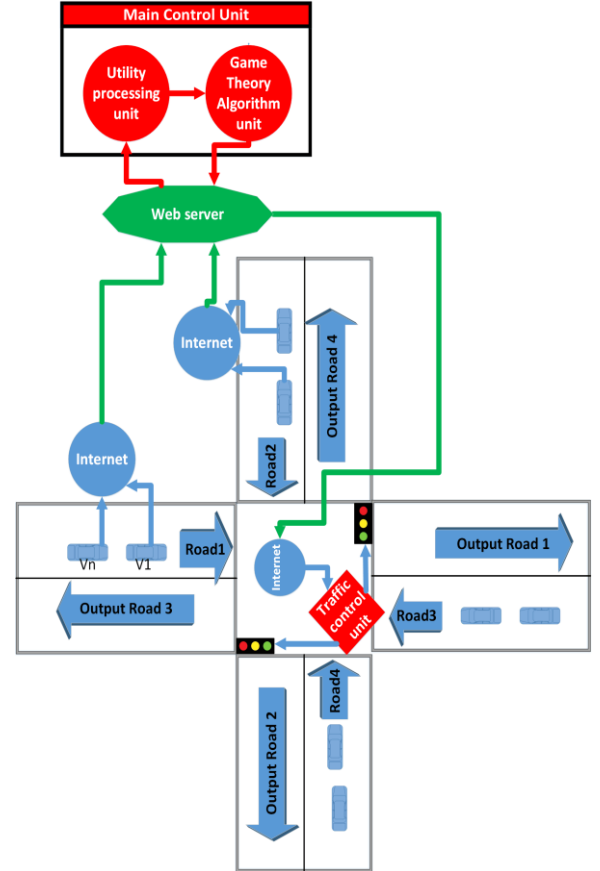 Main Control Unit
Utility
processing
unit
Game
Theory
Algorithm
unit
Web server
Internet
Output Road 4
Road2
Internet
Vn
V1
Road1
Output Road 3
Internet
Traffic
control
unit
Output Road 1
Road3
Output Road 2
Road4